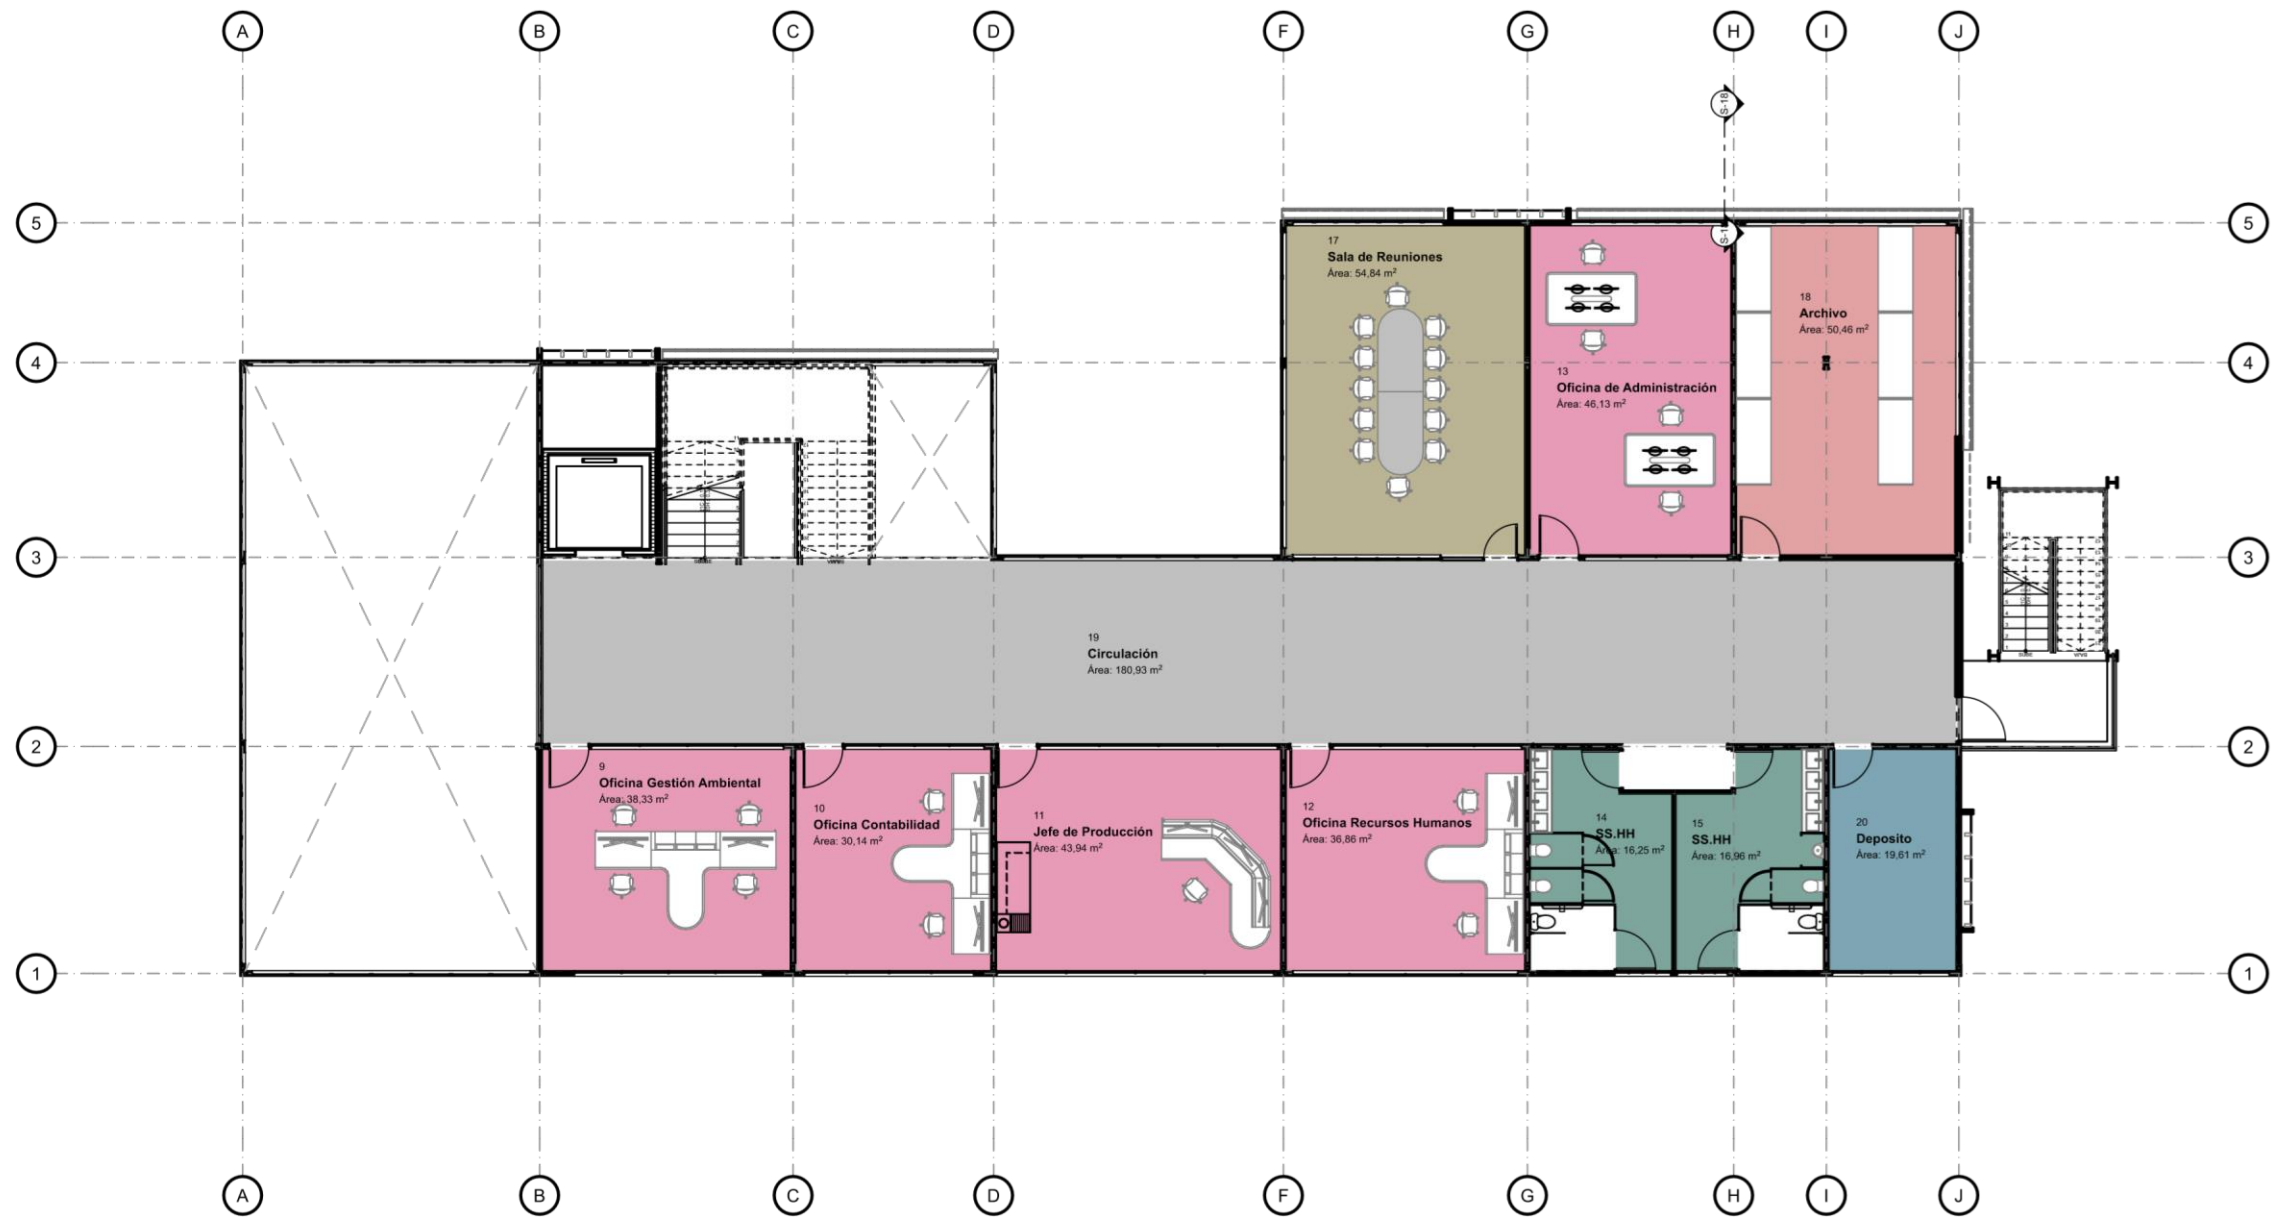 A B C D F G H I J
S-18
5 5
S-18
17
Sala de Reuniones
Área: 54,84 m²
18
Archivo
Área: 50,46 m²
4 4
13
Oficina de Administración
Área: 46,13 m²
3 3
19
Circulación
Área: 180,93 m²
2 2
9
Oficina Gestión Ambiental
Área: 38,33 m²
10
Oficina Contabilidad
Área: 30,14 m²
11
Jefe de Producción
Área: 43,94 m²
12
Oficina Recursos Humanos
Área: 36,86 m²
14
SS.HH
Área: 16,25 m²
15
SS.HH
Área: 16,96 m²
20
Deposito
Área: 19,61 m²
1 1
A B C D F G H I J